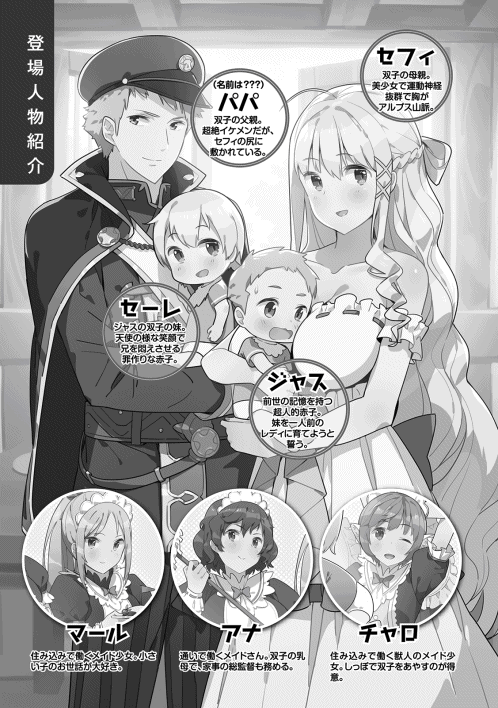 登場人物紹介
セフィ
双子の母親。
美少女で運動神経
抜群で胸が
アルプス山脈。
(名前は???)
パパ
双子の父親。
超絶イケメンだが、
セフィの尻に
敷かれている。
セーレ
ジャスの双子の妹。
天使の様な笑顔で
兄を悶えさせる
罪作りな赤子。
ジャス
前世の記憶を持つ
超人的赤子。
妹を一人前の
レディに育てようと
誓う。
マール
住み込みで働くメイド少女。小さ
い子のお世話が大好き。
アナ
通いで働くメイドさん。双子の乳
母で、家事の総監督も務める。
チャロ
住み込みで働く獣人のメイド少
女。しっぽで双子をあやすのが得
意。